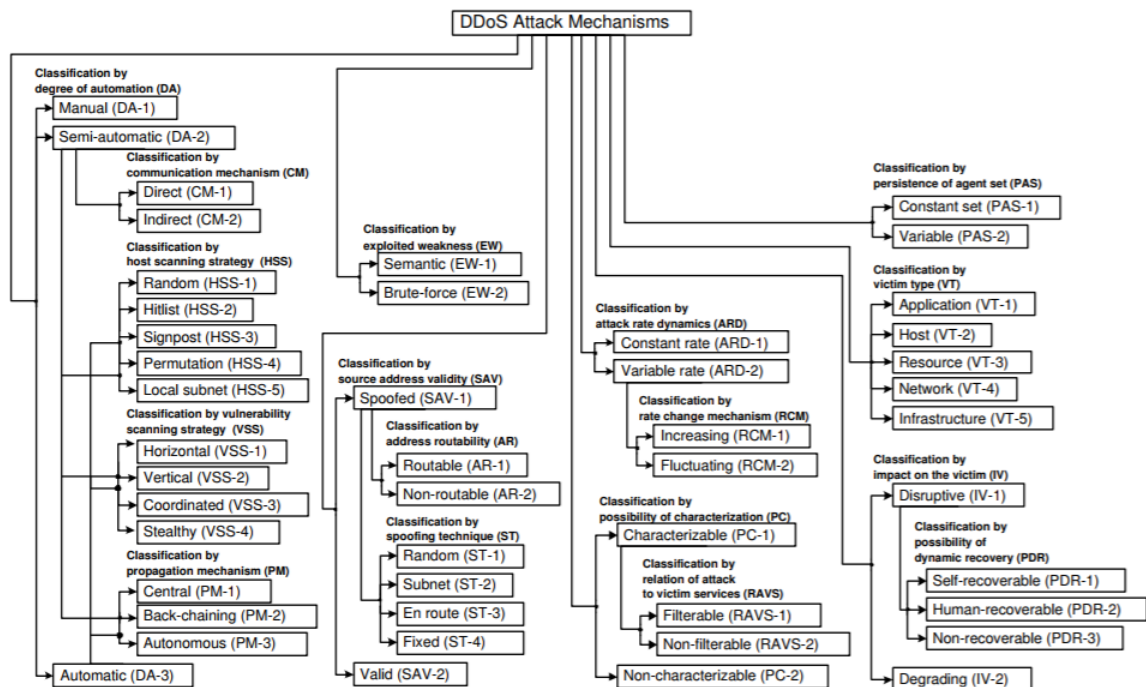 DDoS Attack Mechanisms
Classification by
degree of automation (DA)
Manual (DA-1)
Semi-automatic (DA-2)
Classification by
communication mechanism (CM)
Direct (CM-1)
Indirect (CM-2)
Classification by
host scanning strategy (HSS)
Random (HSS-1)
Hitlist (HSS-2)
Signpost (HSS-3)
Permutation (HSS-4)
Local subnet (HSS-5)
Classification by vulnerability
scanning strategy (VSS)
Horizontal (VSS-1)
Vertical (VSS-2)
Coordinated (VSS-3)
Stealthy (VSS-4)
Classification by
propagation mechanism (PM)
Central (PM-1)
Back-chaining (PM-2)
Autonomous (PM-3)
Automatic (DA-3)
Classification by
exploited weakness (EW)
Semantic (EW-1)
Brute-force (EW-2)
Classification by
source address validity (SAV)
Spoofed (SAV-1)
Classification by
address routability (AR)
Routable (AR-1)
Non-routable (AR-2)
Classification by
spoofing technique (ST)
Random (ST-1)
Subnet (ST-2)
En route (ST-3)
Fixed (ST-4)
Valid (SAV-2)
Classification by
attack rate dynamics (ARD)
Constant rate (ARD-1)
Variable rate (ARD-2)
Classification by
rate change mechanism (RCM)
Increasing (RCM-1)
Fluctuating (RCM-2)
Classification by
possibility of characterization (PC)
Characterizable (PC-1)
Classification by
relation of attack
to victim services (RAVS)
Filterable (RAVS-1)
Non-filterable (RAVS-2)
Non-characterizable (PC-2)
Classification by
persistence of agent set (PAS)
Constant set (PAS-1)
Variable (PAS-2)
Classification by
victim type (VT)
Application (VT-1)
Host (VT-2)
Resource (VT-3)
Network (VT-4)
Infrastructure (VT-5)
Classification by
impact on the victim (IV)
Disruptive (IV-1)
Classification by
possibility of
dynamic recovery (PDR)
Self-recoverable (PDR-1)
Human-recoverable (PDR-2)
Non-recoverable (PDR-3)
Degrading (IV-2)